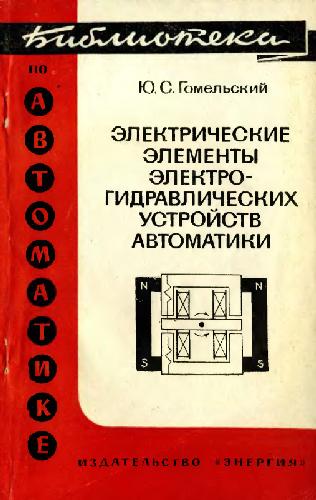 Библиотека
по
АВТОМАТИКЕ
Ю. С. Гомельский
ЭЛЕКТРИЧЕСКИЕ
ЭЛЕМЕНТЫ
ЭЛЕКТРО-
ГИДРАВЛИЧЕСКИХ
УСТРОЙСТВ
АВТОМАТИКИ
N N
S S
ИЗДАТЕЛЬСТВО «ЭНЕРГИЯ»